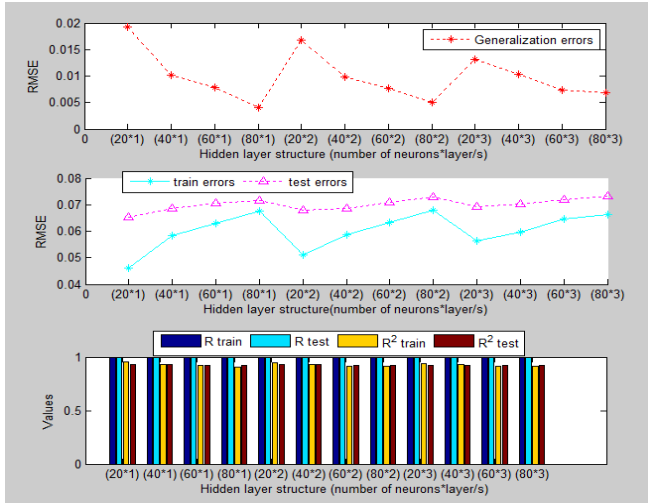 0.02
0.015
0.01
0.005
0
RMSE
Generalization errors
0 (20*1) (40*1) (60*1) (80*1) (20*2) (40*2) (60*2) (80*2) (20*3) (40*3) (60*3) (80*3)
Hidden layer structure (number of neurons*layer/s)
0.08
0.07
0.06
0.05
0.04
RMSE
train errors test errors
0 (20*1) (40*1) (60*1) (80*1) (20*2) (40*2) (60*2) (80*2) (20*3) (40*3) (60*3) (80*3)
Hidden layer structure(number of neurons*layer/s)
R train R test R² train R² test
1
0.5
0
Values
(20*1) (40*1) (60*1) (80*1) (20*2) (40*2) (60*2) (80*2) (20*3) (40*3) (60*3) (80*3)
Hidden layer structure (number of neurons*layer/s)